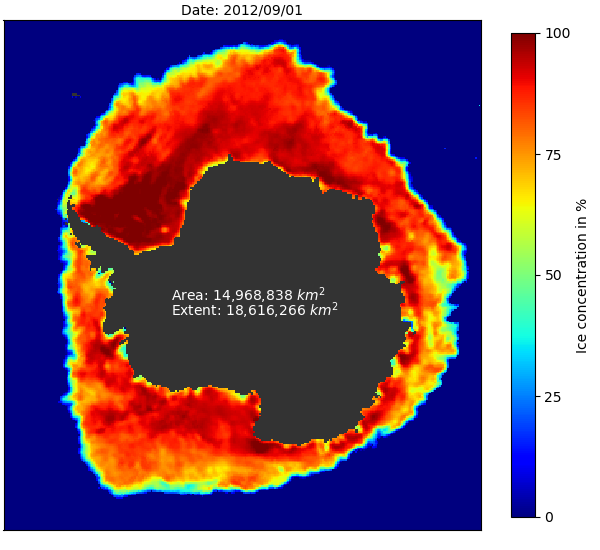 Date: 2012/09/01
Area: 14,968,838 km²
Extent: 18,616,266 km²
100
75
50
25
0
Ice concentration in %